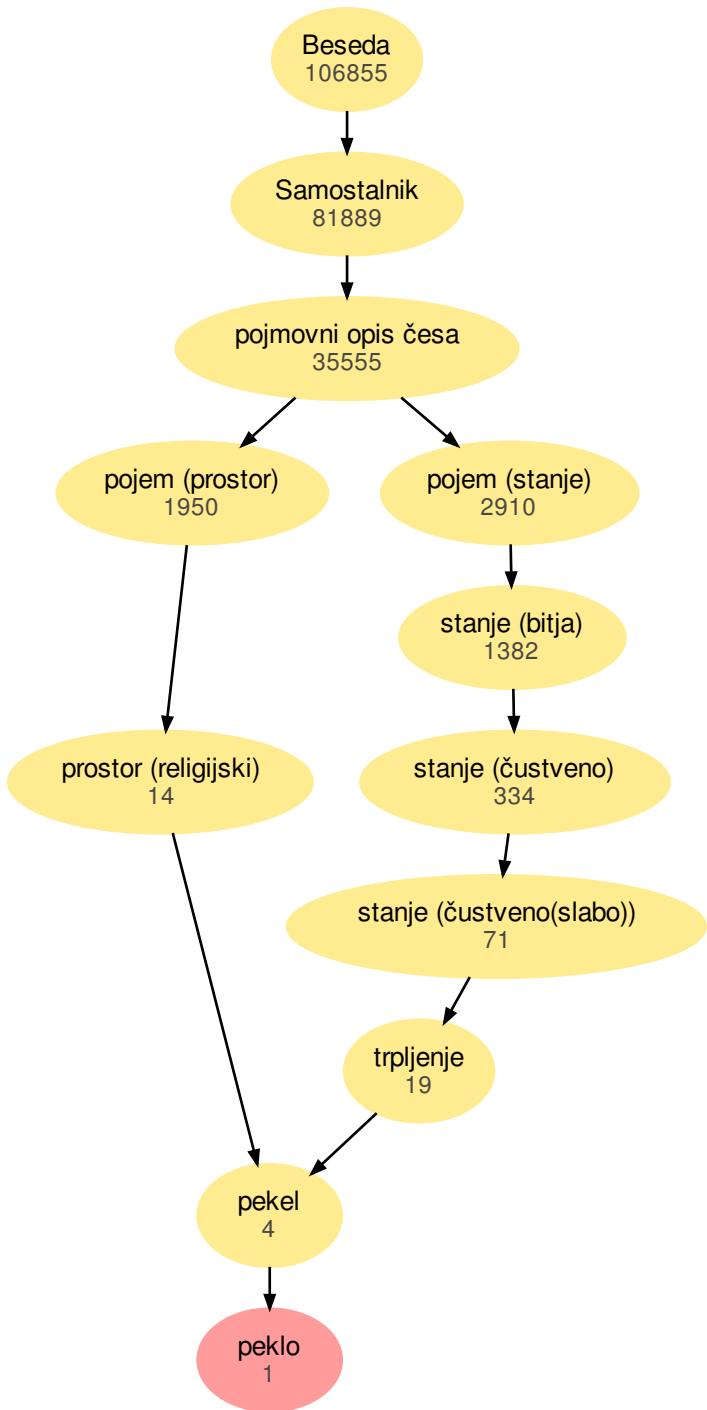 Beseda
106855
Samostalnik
81889
pojmovni opis česa
35555
pojem (prostor)
1950
pojem (stanje)
2910
stanje (bitja)
1382
prostor (religijski)
14
stanje (čustveno)
334
stanje (čustveno(slabo))
71
trpljenje
19
pekel
4
peklo
1